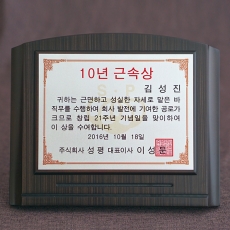 10년 근속상
김성진
귀하는 근면하고 성실한 자세로 맡은 바
직무를 수행하여 회사 발전에 기여한 공로가
크므로 창립 21주년 기념일을 맞이하여
이 상을 수여합니다.
2016년 10월 18일
주식회사 성평 대표이사 이성훈